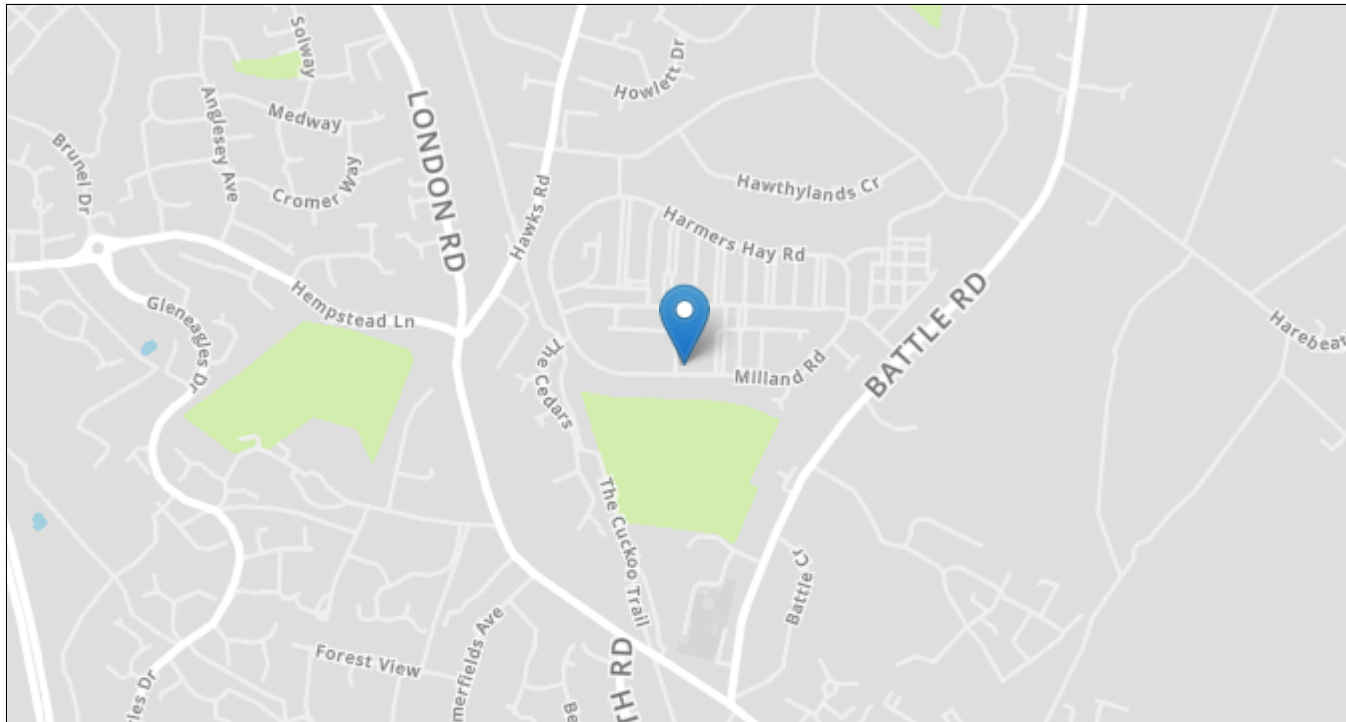 Solway
Howlett Dr
Medway
Anglesey Ave
LONDON RD
Brunel Dr
Cromer Way
Hawks Rd
Hawthylands Cr
Harmers Hay Rd
Hempstead Ln
Gleneagles Dr
BATTLE RD
The Cedars
Milland Rd
The Cuckoo Trail
Battle Cr
Forest View